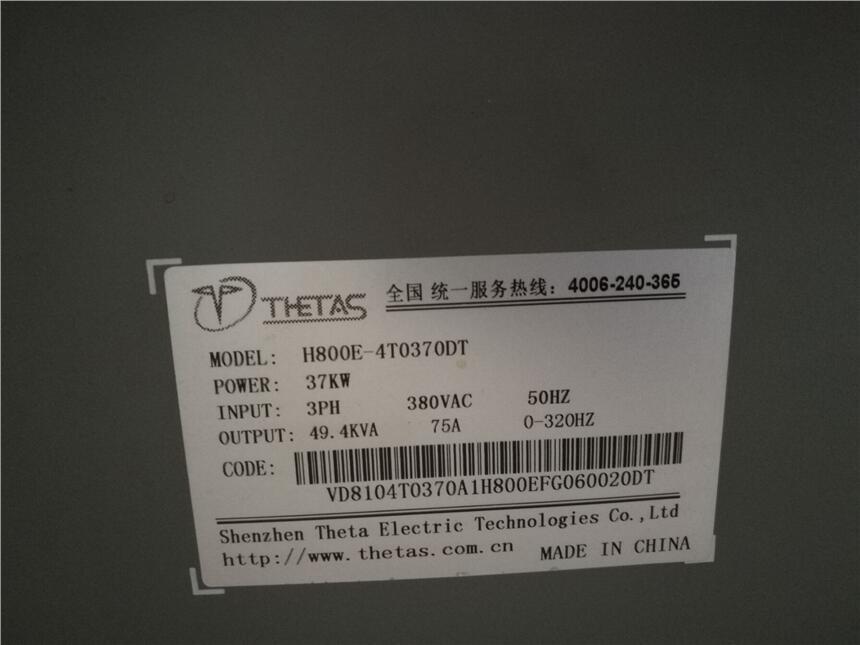 THETAS 全国 统一服务热线: 4006-240-365
MODEL: H800E-4T0370DT
POWER: 37KW
INPUT: 3PH 380VAC 50HZ
OUTPUT: 49.4KVA 75A 0-320HZ
CODE:
VD8104T0370A1H800EFG060020DT
Shenzhen Theta Electric Technologies Co.,Ltd
http://www.thetas.com.cn MADE IN CHINA